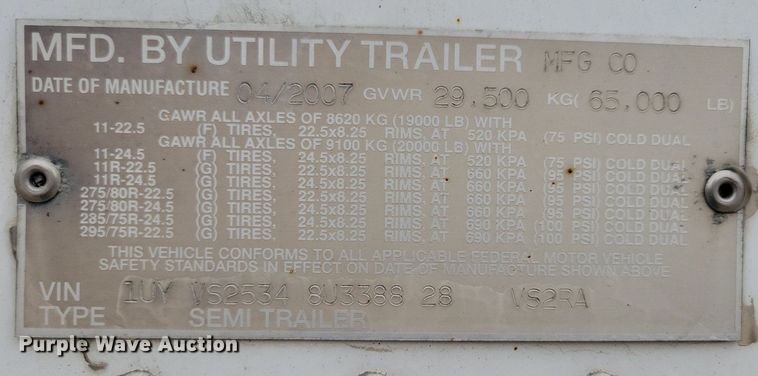 MFD. BY UTILITY TRAILER MFG CO.
DATE OF MANUFACTURE 04/2007 GVWR 29,500 KG( 65,000 LB)
GAWR ALL AXLES OF 8620 KG (19000 LB) WITH
11-22.5 (F) TIRES, 22.5x8.25 RIMS, AT 520 KPA (75 PSI) COLD DUAL
GAWR ALL AXLES OF 9100 KG (20000 LB) WITH
11-24.5 (F) TIRES, 24.5x8.25 RIMS, AT 520 KPA (75 PSI) COLD DUAL
11R-22.5 (G) TIRES, 22.5x8.25 RIMS, AT 660 KPA (95 PSI) COLD DUAL
11R-24.5 (G) TIRES, 24.5x8.25 RIMS, AT 660 KPA (95 PSI) COLD DUAL
275/80R-22.5 (G) TIRES, 22.5x8.25 RIMS, AT 660 KPA (95 PSI) COLD DUAL
275/80R-24.5 (G) TIRES, 24.5x8.25 RIMS, AT 660 KPA (95 PSI) COLD DUAL
285/75R-24.5 (G) TIRES, 24.5x8.25 RIMS, AT 690 KPA (100 PSI) COLD DUAL
295/75R-22.5 (G) TIRES, 22.5x8.25 RIMS, AT 690 KPA (100 PSI) COLD DUAL
THIS VEHICLE CONFORMS TO ALL APPLICABLE FEDERAL MOTOR VEHICLE
SAFETY STANDARDS IN EFFECT ON DATE OF MANUFACTURE SHOWN ABOVE
VIN 1UY VS2534 8U3388 28 VS2RA
TYPE SEMI TRAILER
Purple Wave Auction